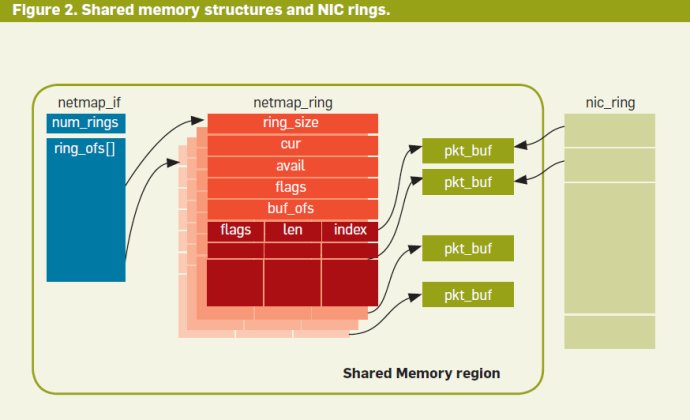 Figure 2. Shared memory structures and NIC rings.
netmap_if
netmap_ring
nic_ring
num_rings
ring_ofs[]
ring_size
cur
avail
flags
buf_ofs
flags len index
pkt_buf
pkt_buf
pkt_buf
pkt_buf
Shared Memory region